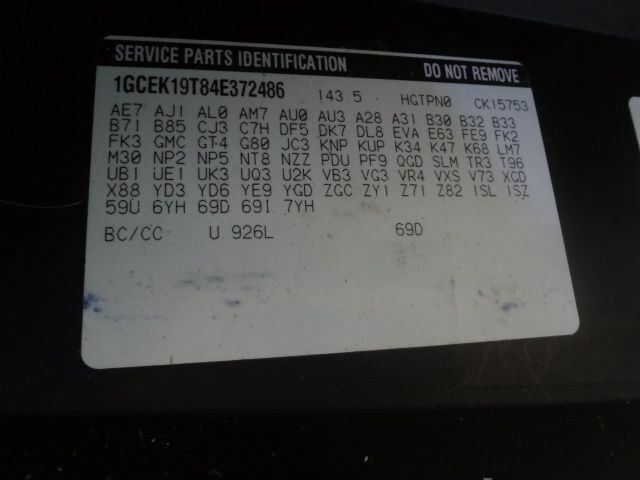 SERVICE PARTS IDENTIFICATION DO NOT REMOVE
1GCEK19T84E372486 143.5 HGTPN0 CK15753
AE7 AJ1 AL0 AM7 AU0 AU3 A28 A31 B30 B32 B33
B71 B85 CJ3 C7H DF5 DK7 DL8 EVA E63 FE9 FK2
FK3 GMC GT4 G80 JC3 KNP KUP K34 K47 K68 LM7
M30 NP2 NP5 NT8 NZZ PDU PF9 QGD SLM TR3 T96
UB1 UE1 UK3 UQ3 U2K VB3 VG3 VR4 VXS V73 XGD
X88 YD3 YD6 YE9 YGD ZGC ZY1 Z71 Z82 1SL 1SZ
59U 6YH 69D 691 7YH
BC/CC U 926L 69D